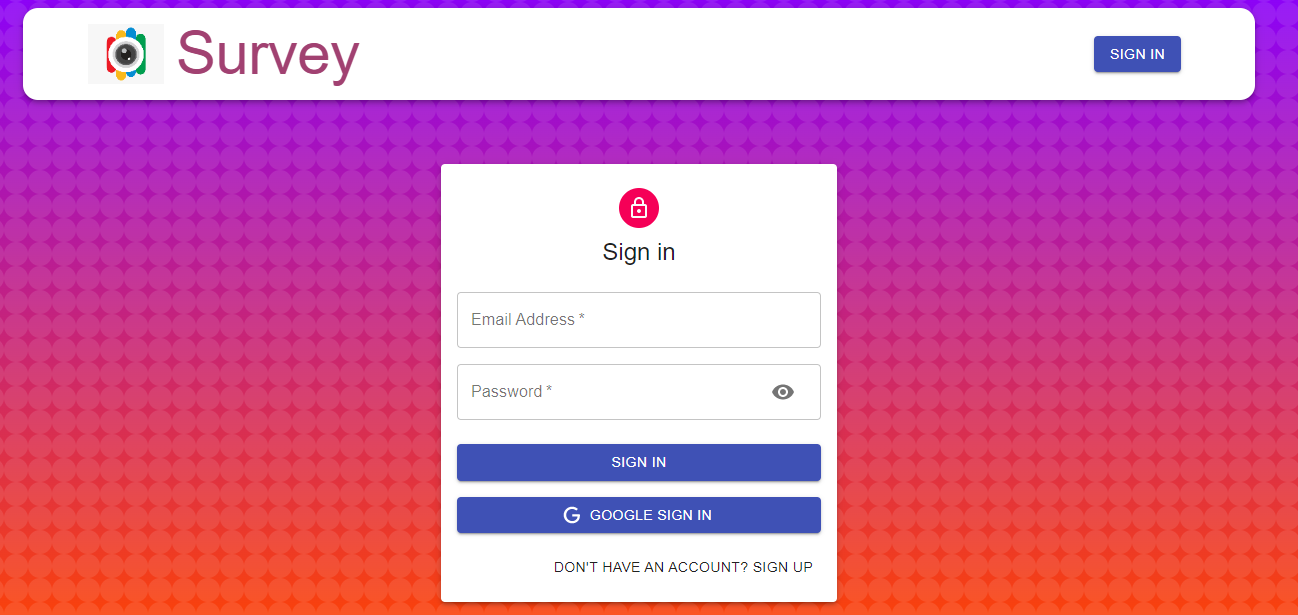 Survey
SIGN IN
Sign in
Email Address *
Password *
SIGN IN
GOOGLE SIGN IN
DON'T HAVE AN ACCOUNT? SIGN UP